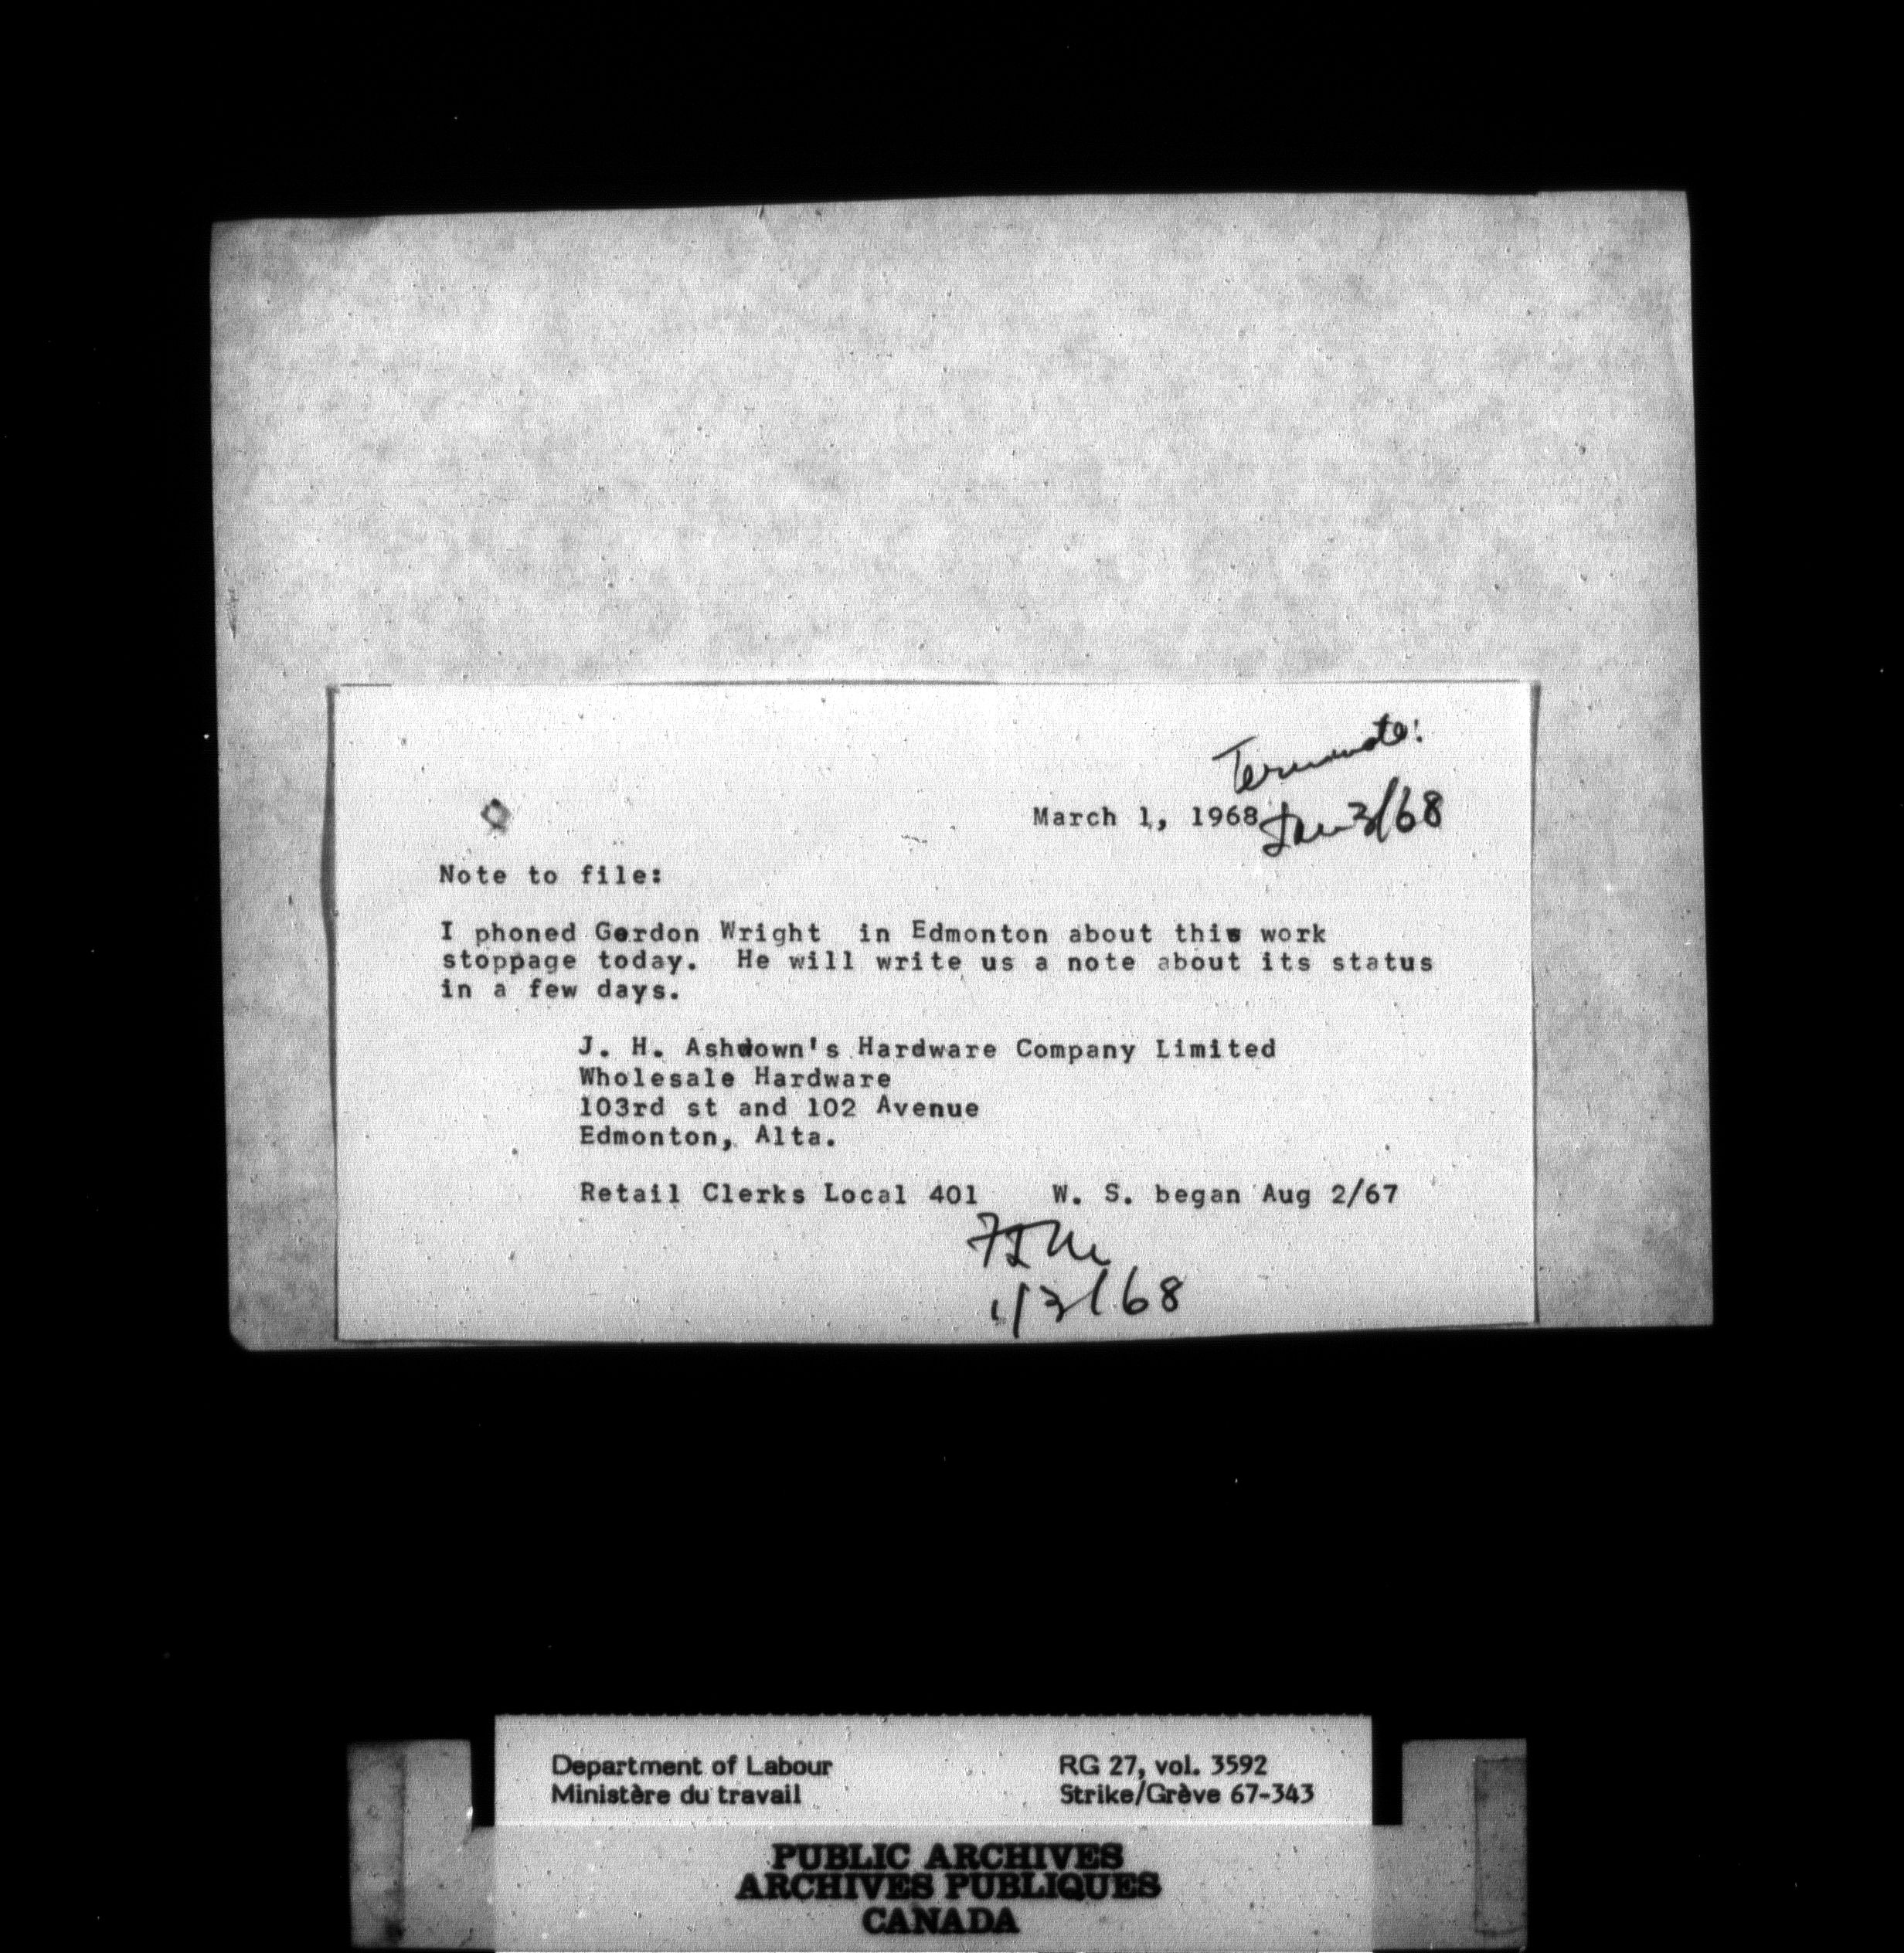 Terminate:
March 1, 1968 Jan 3/68
Note to file:
I phoned Gordon Wright in Edmonton about this work
stoppage today. He will write us a note about its status
in a few days.
J. H. Ashdown's Hardware Company Limited
Wholesale Hardware
103rd st and 102 Avenue
Edmonton, Alta.
Retail Clerks Local 401 W. S. began Aug 2/67
1/3/68
Department of Labour
Ministère du travail
RG 27, vol. 3592
Strike/Grève 67-343
PUBLIC ARCHIVES
ARCHIVES PUBLIQUES
CANADA